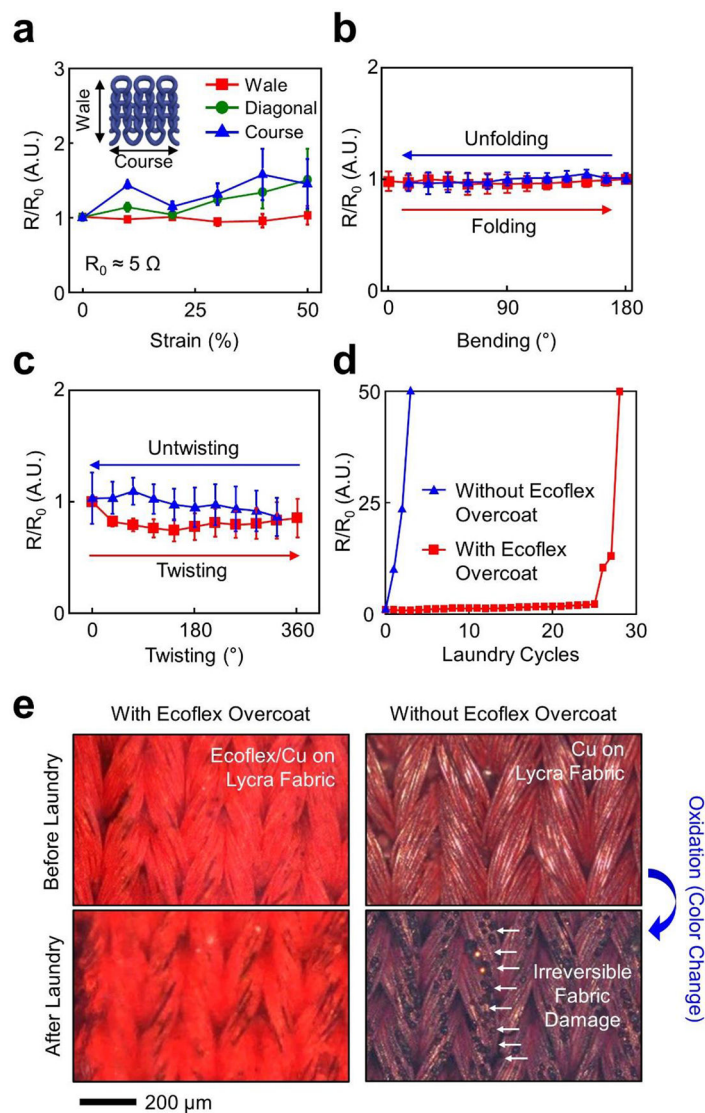 a
R/R₀ (A.U.)
3
2
1
0
0
25
50
Strain (%)
Wale
Course
Wale
Diagonal
Course
R₀ ≈ 5 Ω
b
R/R₀ (A.U.)
2
1
0
0
90
180
Bending (°)
Unfolding
Folding
c
R/R₀ (A.U.)
2
1
0
0
180
360
Twisting (°)
Untwisting
Twisting
d
R/R₀ (A.U.)
50
25
0
0
10
20
30
Laundry Cycles
Without Ecoflex
Overcoat
With Ecoflex
Overcoat
e
With Ecoflex Overcoat
Without Ecoflex Overcoat
Before Laundry
Ecoflex/Cu on
Lycra Fabric
Cu on
Lycra Fabric
After Laundry
Irreversible
Fabric
Damage
Oxidation (Color Change)
200 μm